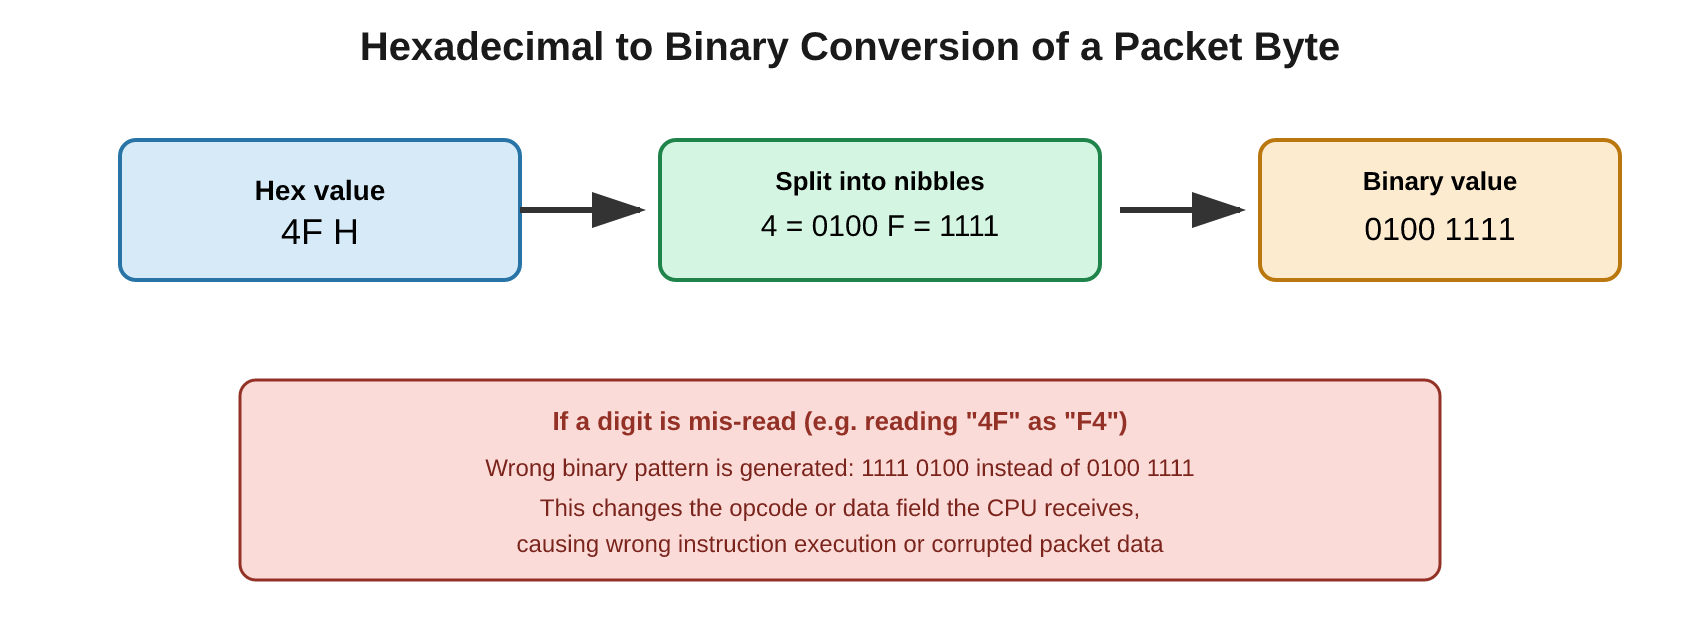 Hexadecimal to Binary Conversion of a Packet Byte
Hex value
4F H
Split into nibbles
4 = 0100 F = 1111
Binary value
0100 1111
If a digit is mis-read (e.g. reading "4F" as "F4")
Wrong binary pattern is generated: 1111 0100 instead of 0100 1111
This changes the opcode or data field the CPU receives,
causing wrong instruction execution or corrupted packet data